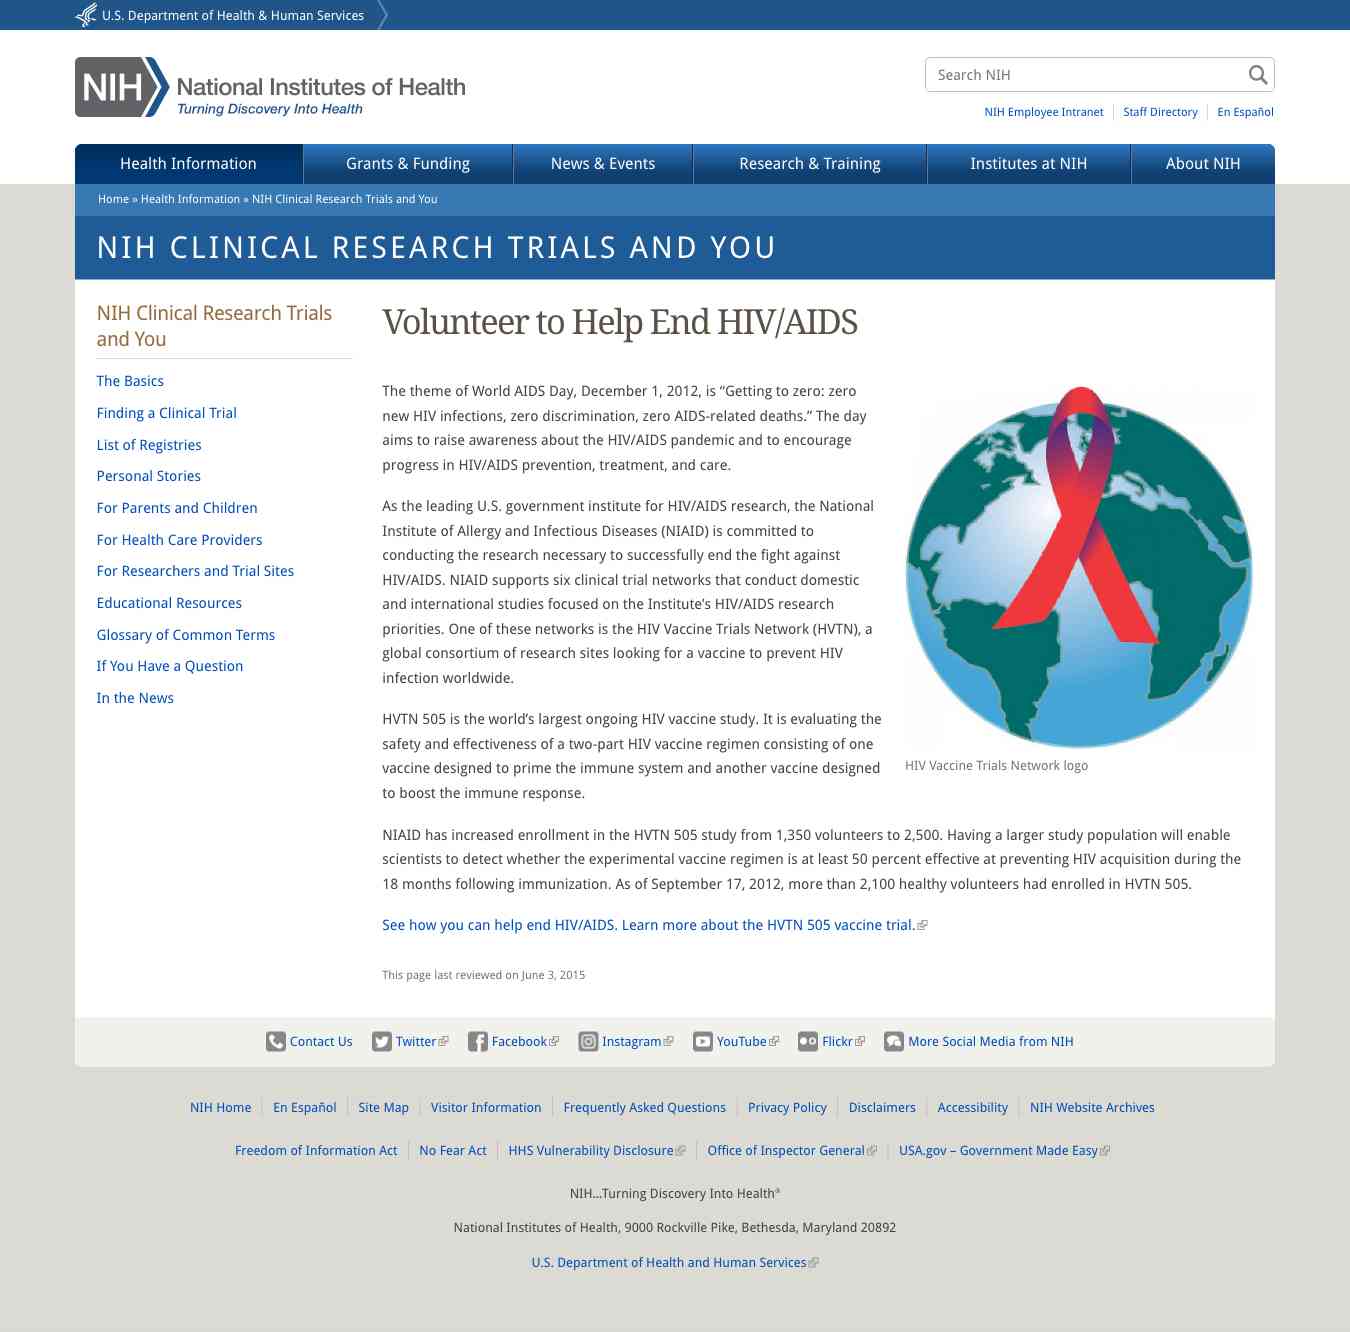 U.S. Department of Health & Human Services
NIH National Institutes of Health
Turning Discovery Into Health
Search NIH
NIH Employee Intranet Staff Directory En Español
Health Information Grants & Funding News & Events Research & Training Institutes at NIH About NIH
Home » Health Information » NIH Clinical Research Trials and You
NIH CLINICAL RESEARCH TRIALS AND YOU
NIH Clinical Research Trials
and You
The Basics
Finding a Clinical Trial
List of Registries
Personal Stories
For Parents and Children
For Health Care Providers
For Researchers and Trial Sites
Educational Resources
Glossary of Common Terms
If You Have a Question
In the News
Volunteer to Help End HIV/AIDS
The theme of World AIDS Day, December 1, 2012, is “Getting to zero: zero
new HIV infections, zero discrimination, zero AIDS-related deaths.” The day
aims to raise awareness about the HIV/AIDS pandemic and to encourage
progress in HIV/AIDS prevention, treatment, and care.
As the leading U.S. government institute for HIV/AIDS research, the National
Institute of Allergy and Infectious Diseases (NIAID) is committed to
conducting the research necessary to successfully end the fight against
HIV/AIDS. NIAID supports six clinical trial networks that conduct domestic
and international studies focused on the Institute's HIV/AIDS research
priorities. One of these networks is the HIV Vaccine Trials Network (HVTN), a
global consortium of research sites looking for a vaccine to prevent HIV
infection worldwide.
HVTN 505 is the world’s largest ongoing HIV vaccine study. It is evaluating the
safety and effectiveness of a two-part HIV vaccine regimen consisting of one
vaccine designed to prime the immune system and another vaccine designed
to boost the immune response.
HIV Vaccine Trials Network logo
NIAID has increased enrollment in the HVTN 505 study from 1,350 volunteers to 2,500. Having a larger study population will enable
scientists to detect whether the experimental vaccine regimen is at least 50 percent effective at preventing HIV acquisition during the
18 months following immunization. As of September 17, 2012, more than 2,100 healthy volunteers had enrolled in HVTN 505.
See how you can help end HIV/AIDS. Learn more about the HVTN 505 vaccine trial.
This page last reviewed on June 3, 2015
Contact Us Twitter Facebook Instagram YouTube Flickr More Social Media from NIH
NIH Home En Español Site Map Visitor Information Frequently Asked Questions Privacy Policy Disclaimers Accessibility NIH Website Archives
Freedom of Information Act No Fear Act HHS Vulnerability Disclosure Office of Inspector General USA.gov – Government Made Easy
NIH…Turning Discovery Into Health®
National Institutes of Health, 9000 Rockville Pike, Bethesda, Maryland 20892
U.S. Department of Health and Human Services